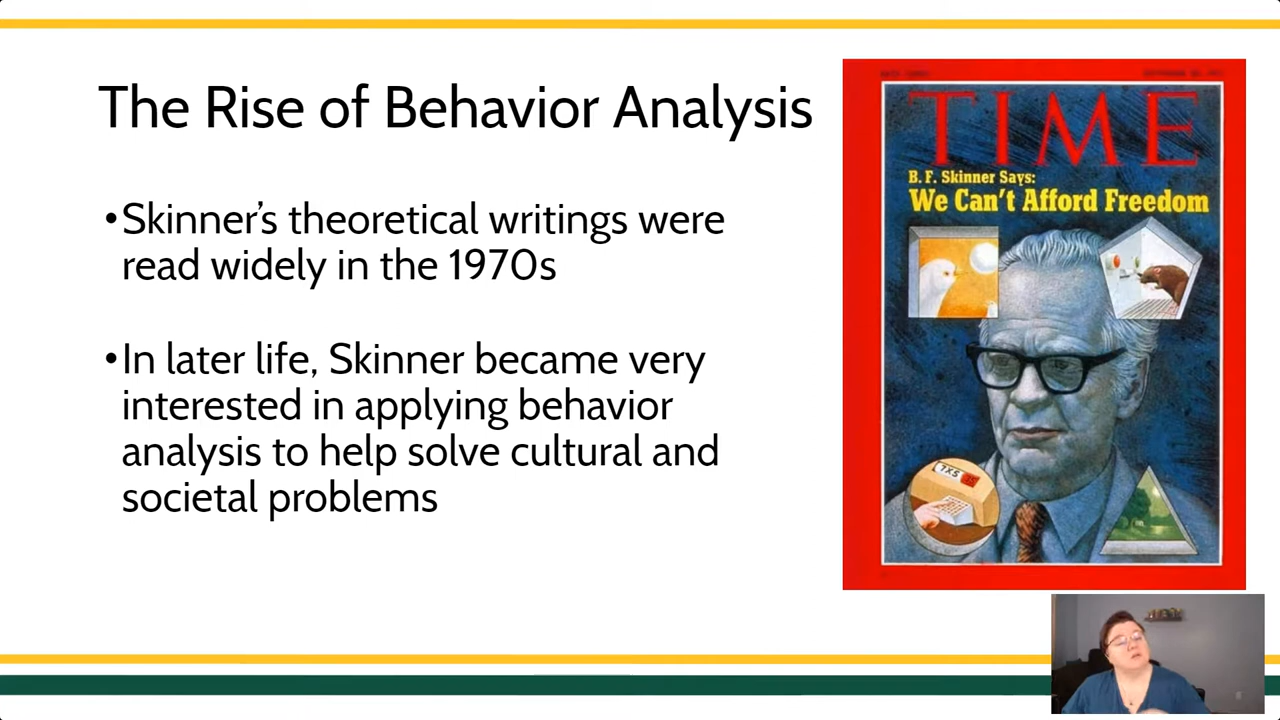 The Rise of Behavior Analysis
•Skinner's theoretical writings were
read widely in the 1970s
•In later life, Skinner became very
interested in applying behavior
analysis to help solve cultural and
societal problems
TIME
B. F. Skinner Says:
We Can't Afford Freedom
7X5